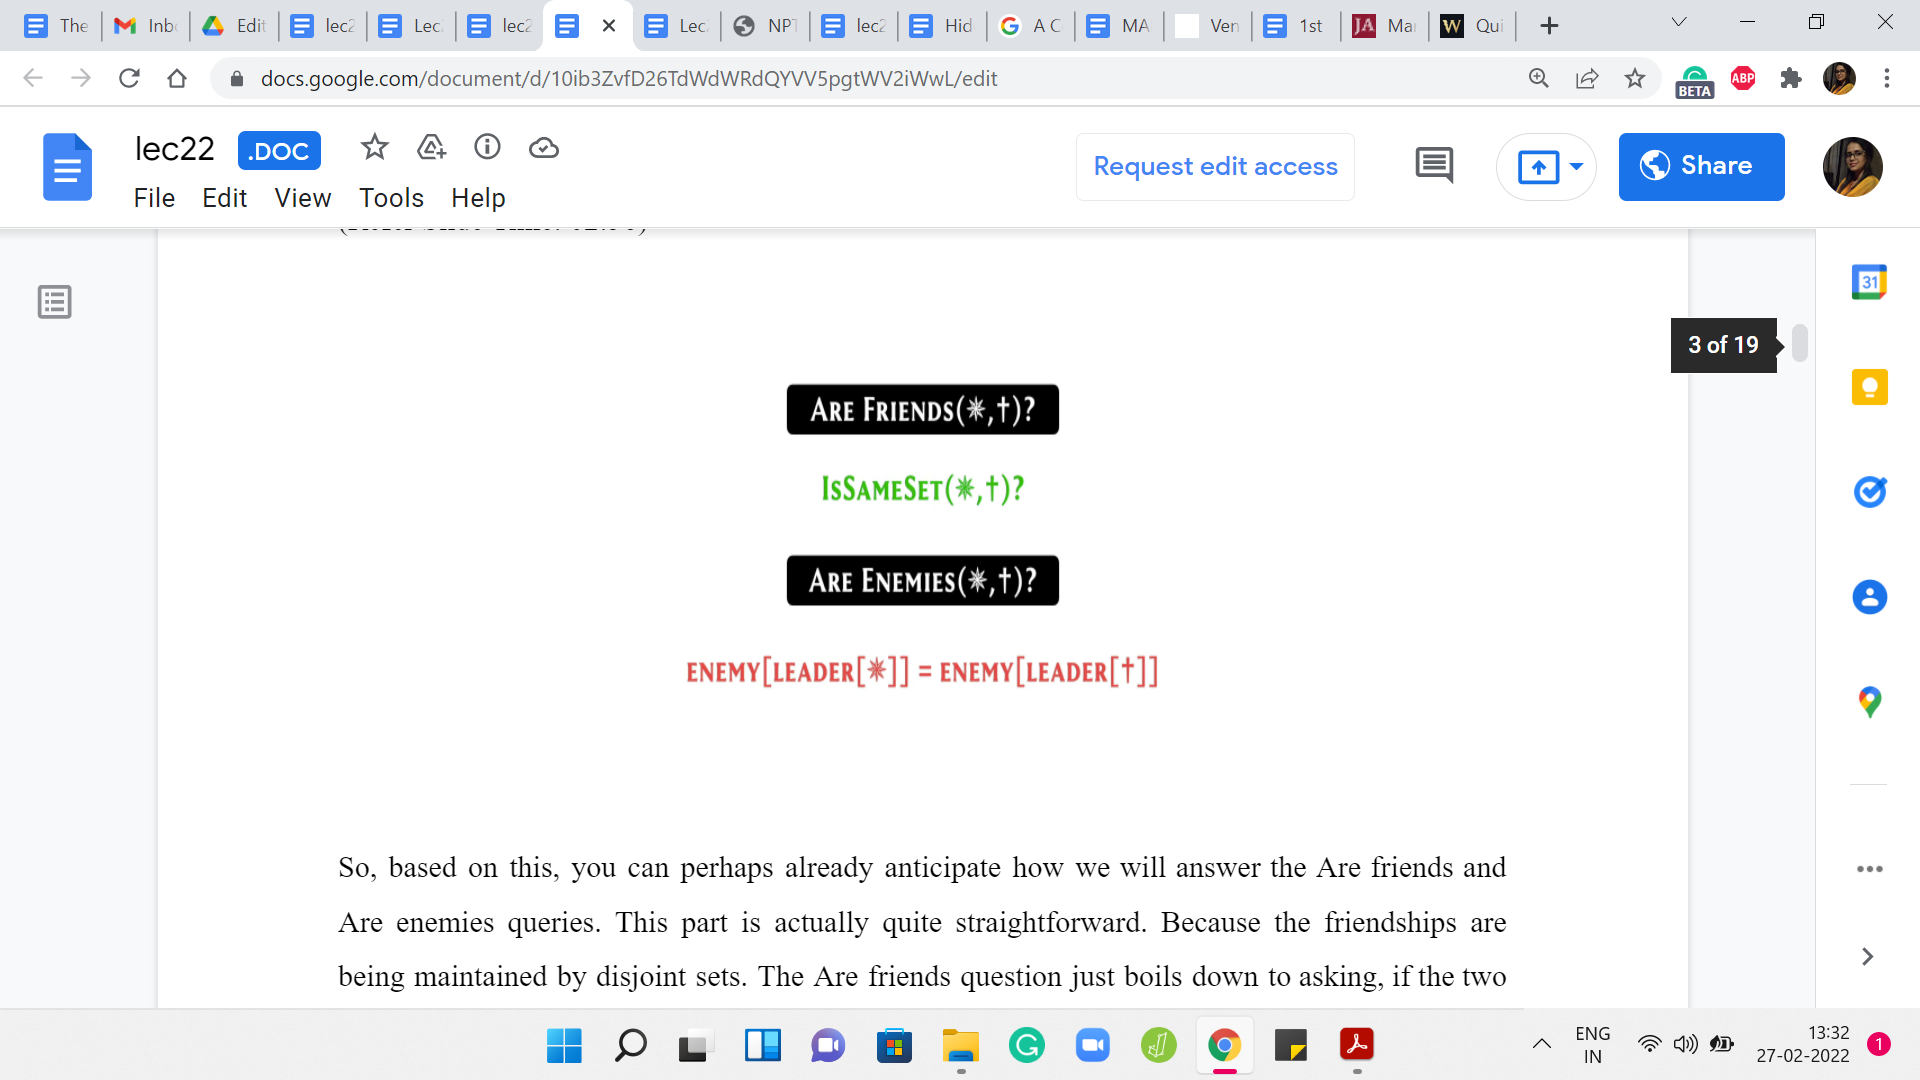 The
Inb
Edit
lec2
Lec
lec2
Lec
NPT
lec2
Hid
A C
MA
Ven
1st
JA
Mar
W
Qui
docs.google.com/document/d/10ib3ZvfD26TdWdWRdQYVV5pgtWV2iWwL/edit
BETA
ABP
lec22
.DOC
Request edit access
Share
File Edit View Tools Help
31
3 of 19
ARE FRIENDS(✴,†)?
ISSAMESET(✴,†)?
ARE ENEMIES(✴,†)?
ENEMY[LEADER[✴]] = ENEMY[LEADER[†]]
So, based on this, you can perhaps already anticipate how we will answer the Are friends and
Are enemies queries. This part is actually quite straightforward. Because the friendships are
being maintained by disjoint sets. The Are friends question just boils down to asking, if the two
ENG
IN
13:32
27-02-2022
1